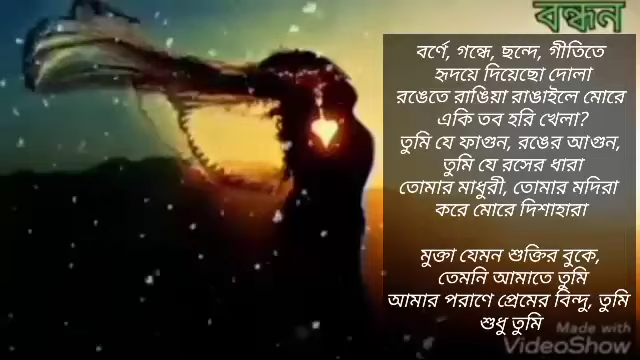 বন্ধন
বর্ণে, গন্ধে, ছন্দে, গীতিতে
হৃদয়ে দিয়েছো দোলা
রঙেতে রাঙিয়া রাঙাইলে মোরে
একি তব হরি খেলা?
তুমি যে ফাগুন, রঙের আগুন,
তুমি যে রসের ধারা
তোমার মাধুরী, তোমার মদিরা
করে মোরে দিশাহারা
মুক্তা যেমন শুক্তির বুকে,
তেমনি আমাতে তুমি
আমার পরাণে প্রেমের বিন্দু, তুমি
শুধু তুমি
Made with
VideoShow